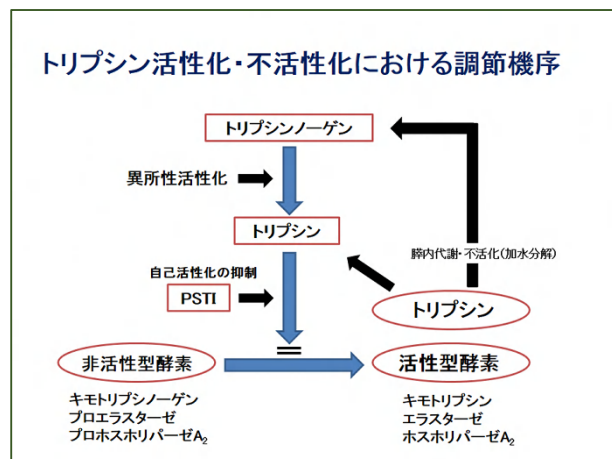 トリプシン活性化・不活性化における調節機序
トリプシンノーゲン
異所性活性化
トリプシン
膵内代謝・不活化(加水分解)
自己活性化の抑制
PSTI
トリプシン
非活性型酵素
活性型酵素
キモトリプシノーゲン
プロエラスターゼ
プロホスホリパーゼA₂
キモトリプシン
エラスターゼ
ホスホリパーゼA₂